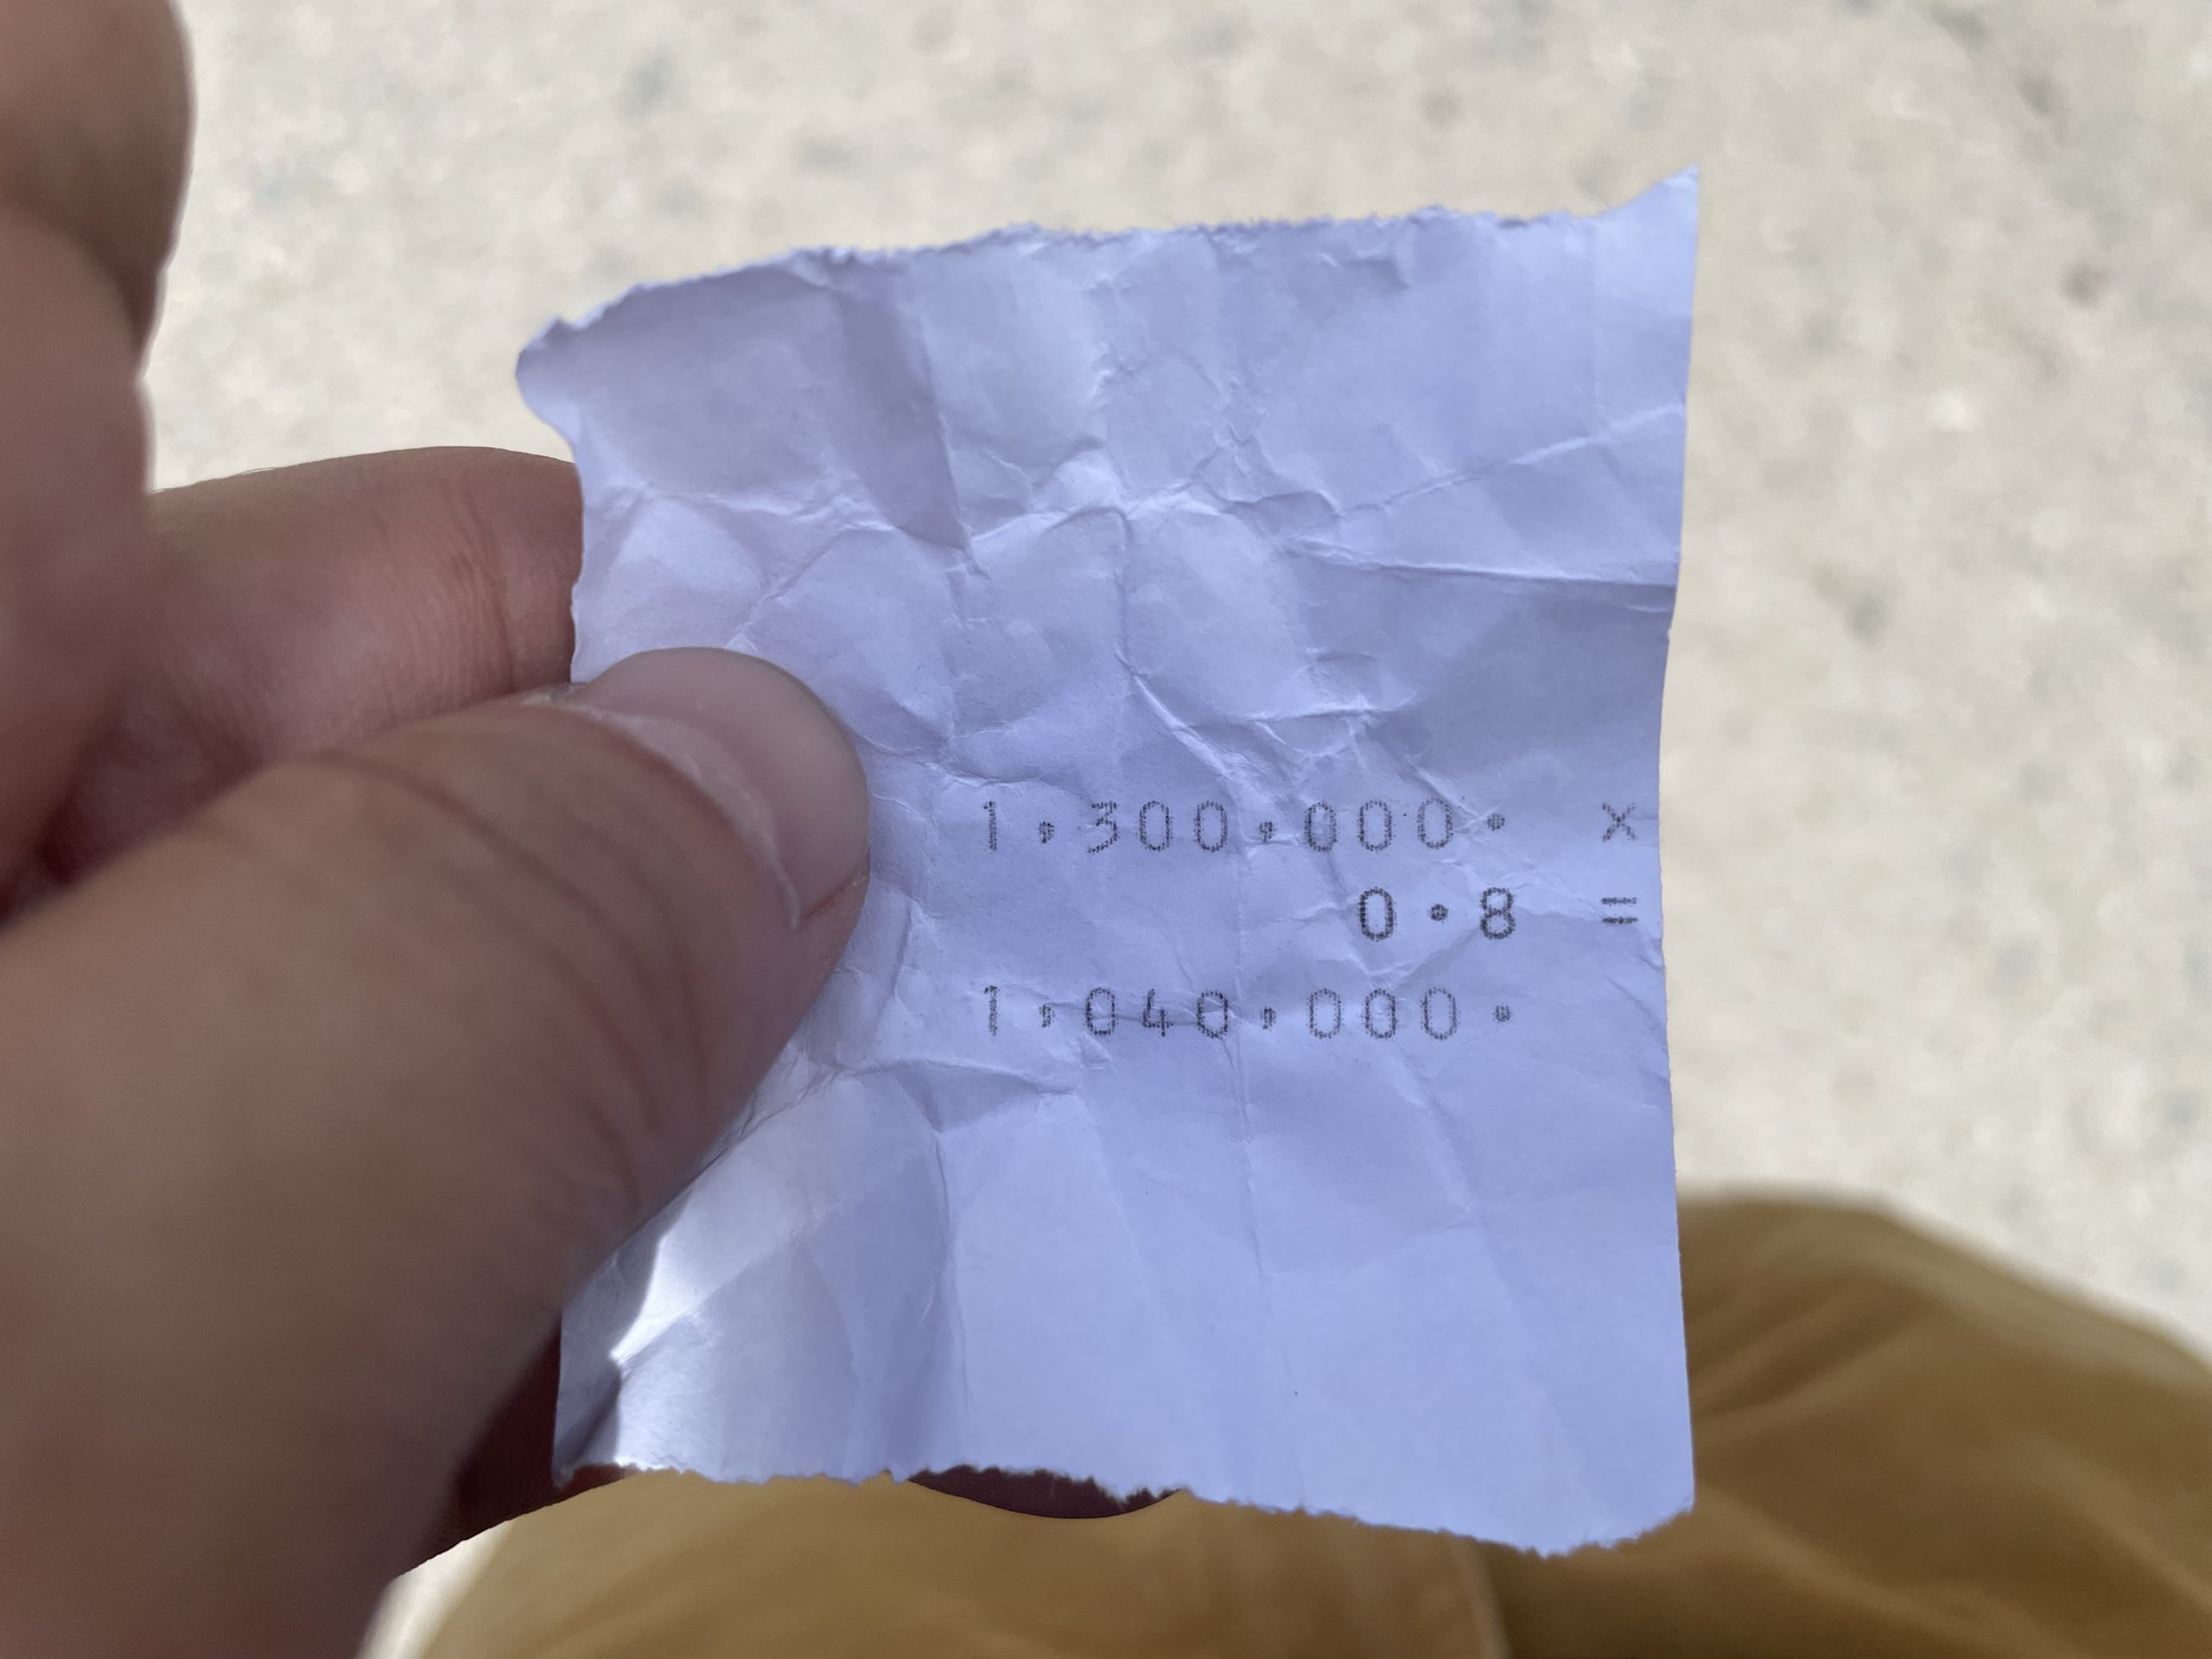 1,300,000. x
0.8 =
1,040,000.